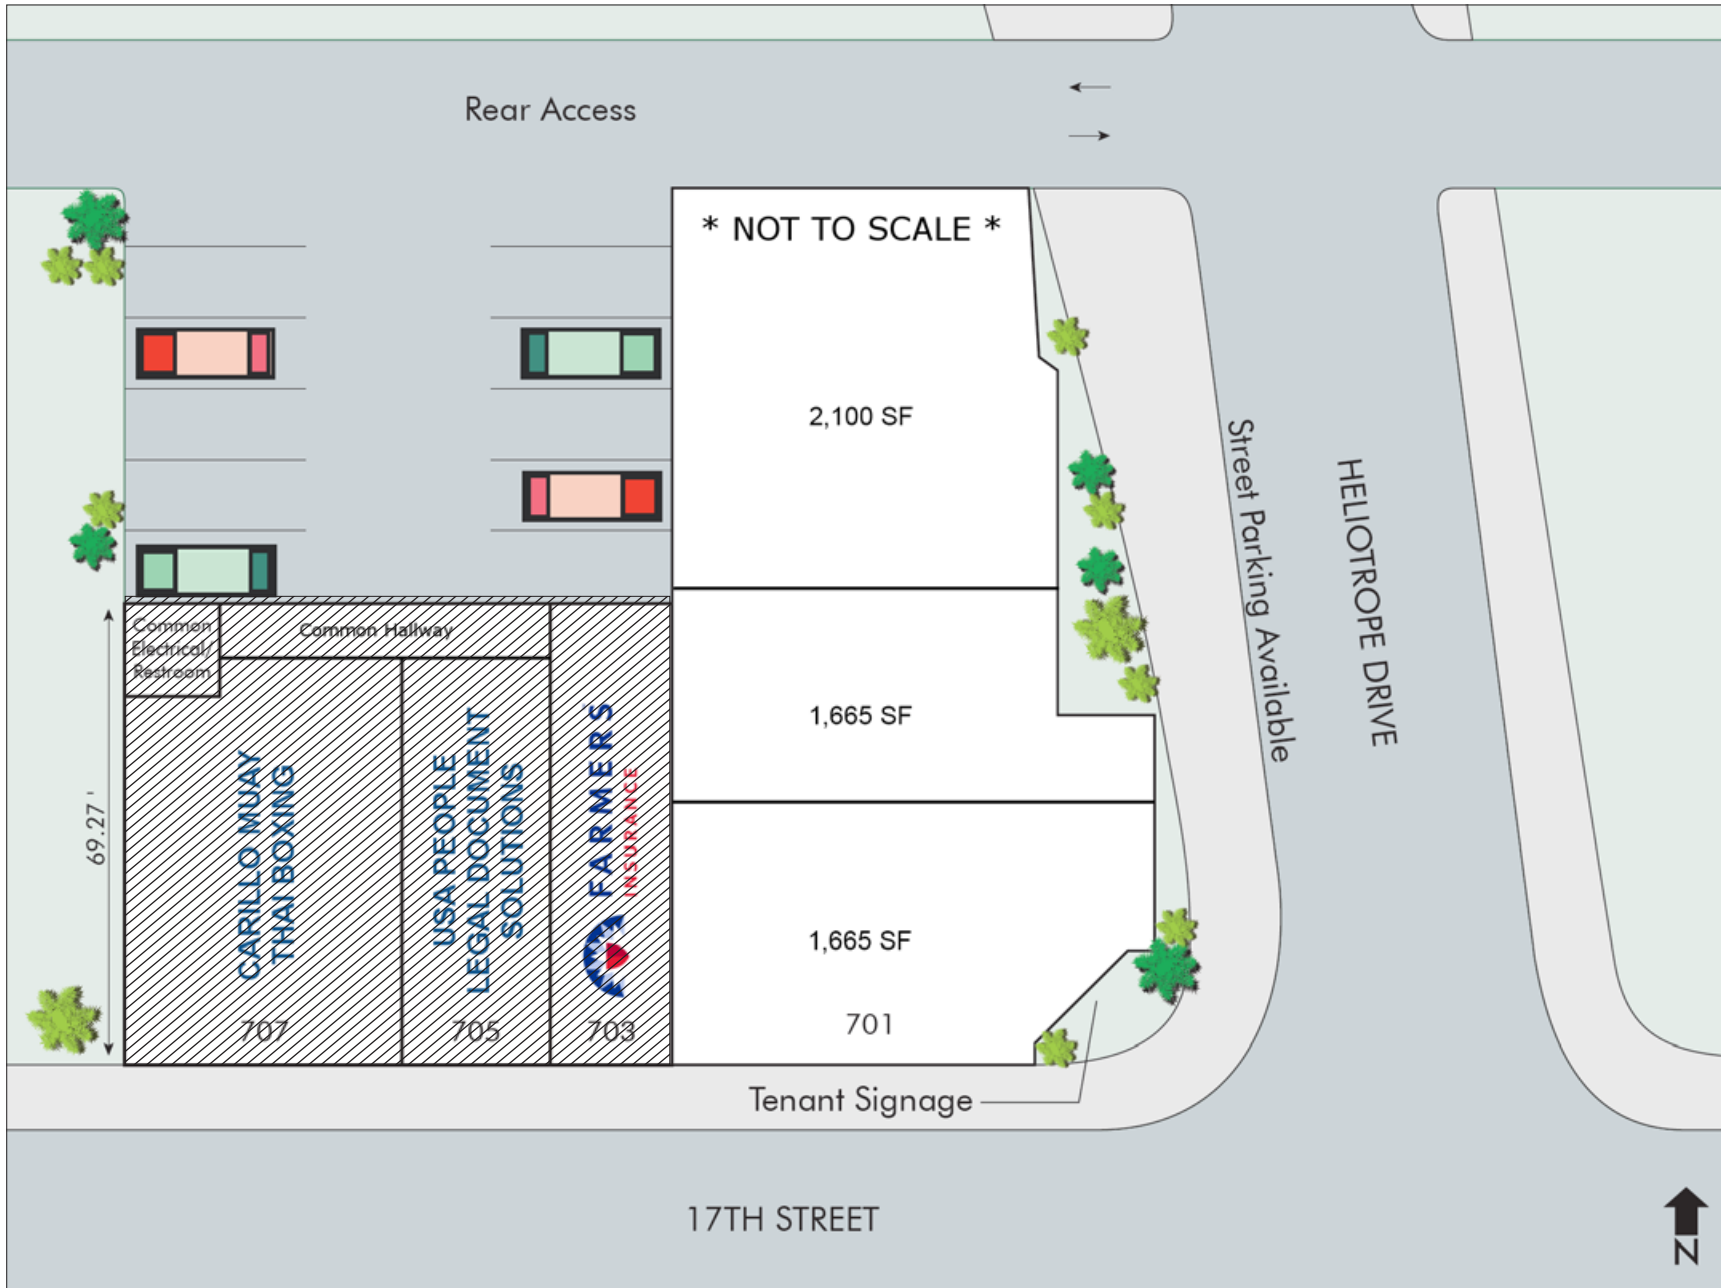 Rear Access
* NOT TO SCALE *
2,100 SF
Street Parking Available
HELIOTROPE DRIVE
Common
Electrical/
Restroom
Common Hallway
1,665 SF
69.27 '
CARILLO MUAY
THAI BOXING
707
USA PEOPLE
LEGAL DOCUMENT
SOLUTIONS
705
FARMERS
INSURANCE
703
1,665 SF
701
Tenant Signage
17TH STREET
N